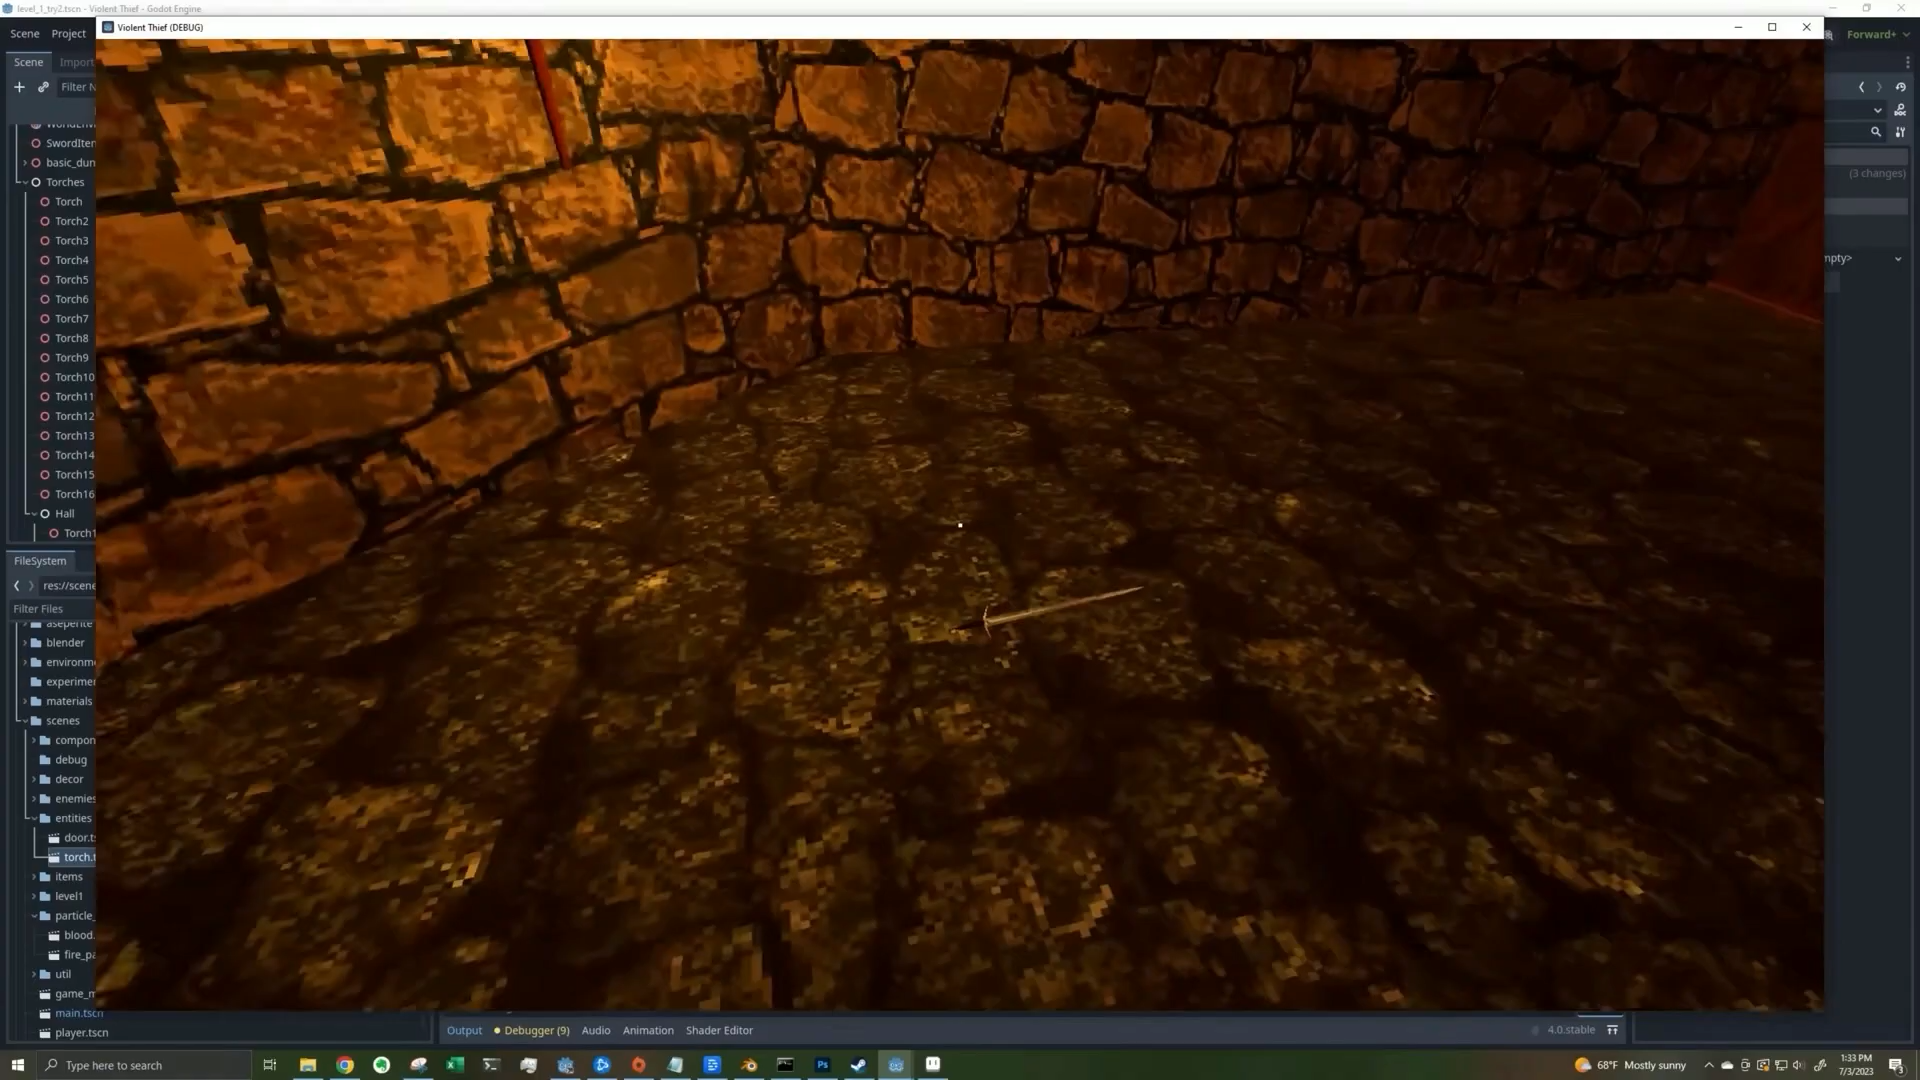 level_1_try2.tscn - Violent Thief - Godot Engine
Violent Thief (DEBUG)
Scene Project
Forward+
Scene Import
Filter N
SwordIten
basic_dun
Torches
Torch
Torch2
Torch3
Torch4
Torch5
Torch6
Torch7
Torch8
Torch9
Torch10
Torch11
Torch12
Torch13
Torch14
Torch15
Torch16
Hall
Torch1
(3 changes)
mpty>
FileSystem
res://scene
Filter Files
aseperite
blender
environm
experimer
materials
scenes
compon
debug
decor
enemies
entities
door.ts
torch.t
items
level1
particle_
blood.
fire_pa
util
game_m
main.tscn
player.tscn
Output Debugger (9) Audio Animation Shader Editor
4.0.stable
Type here to search
68°F Mostly sunny
1:33 PM
7/3/2023